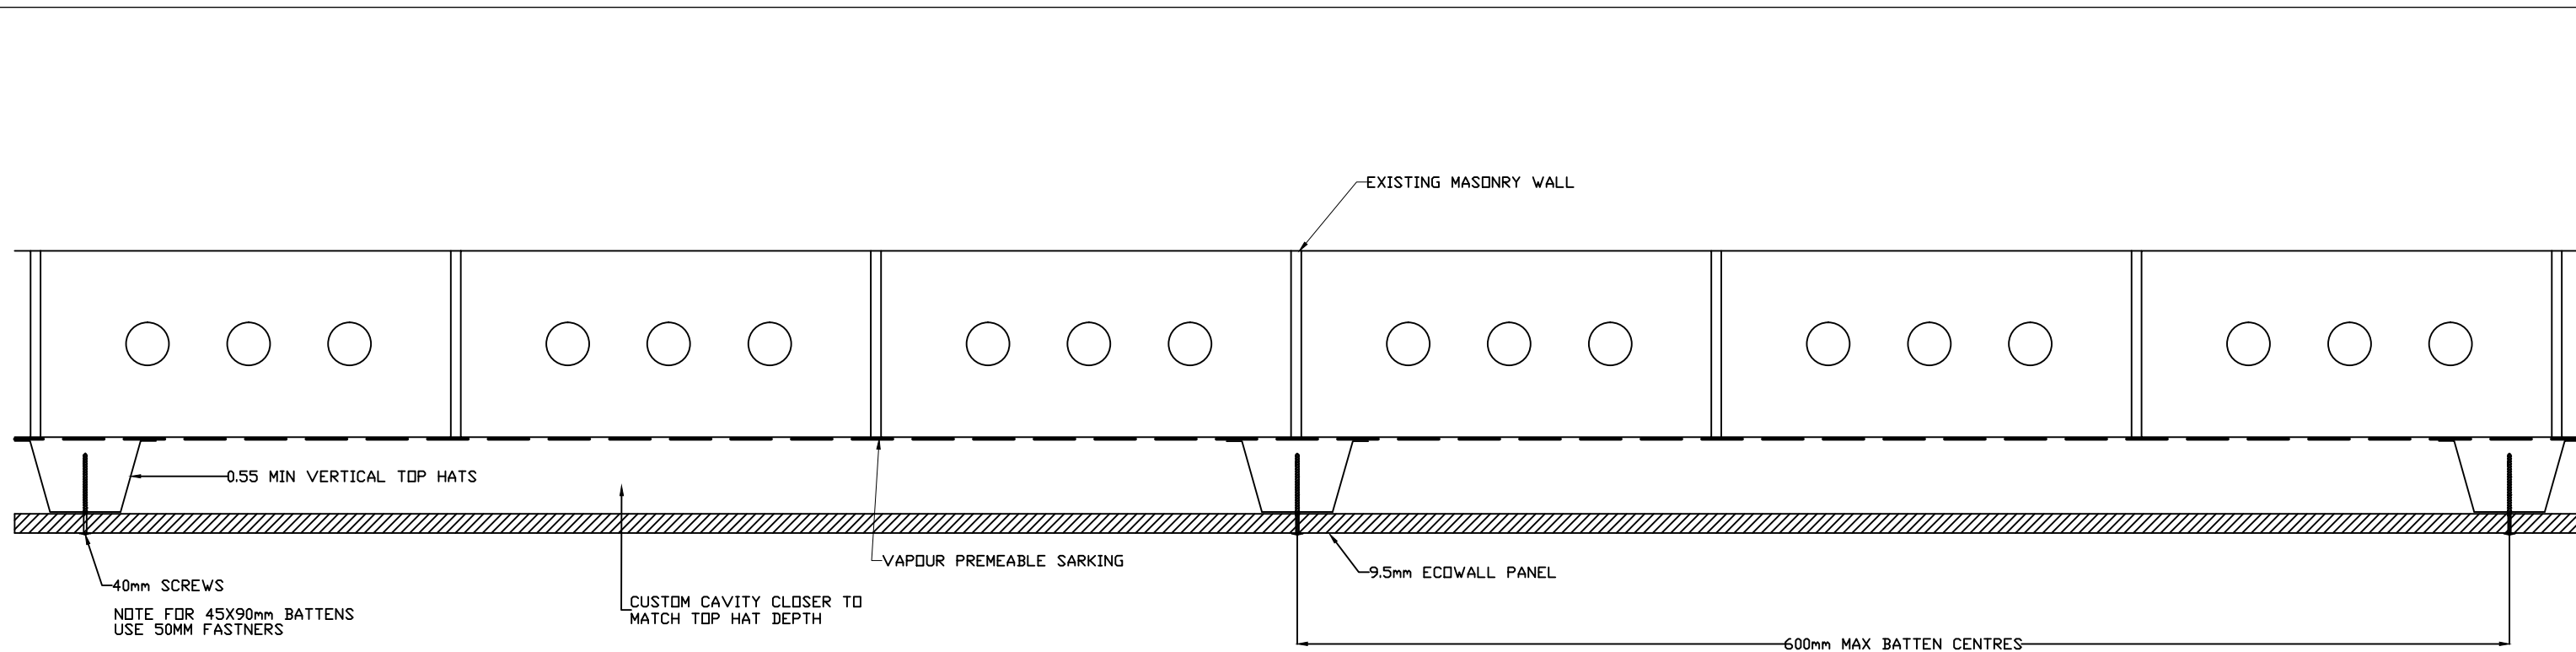 EXISTING MASONRY WALL
0.55 MIN VERTICAL TOP HATS
VAPOUR PREMEABLE SARKING
9.5mm ECOWALL PANEL
40mm SCREWS
NOTE FOR 45X90mm BATTENS
USE 50MM FASTNERS
CUSTOM CAVITY CLOSER TO
MATCH TOP HAT DEPTH
600mm MAX BATTEN CENTRES